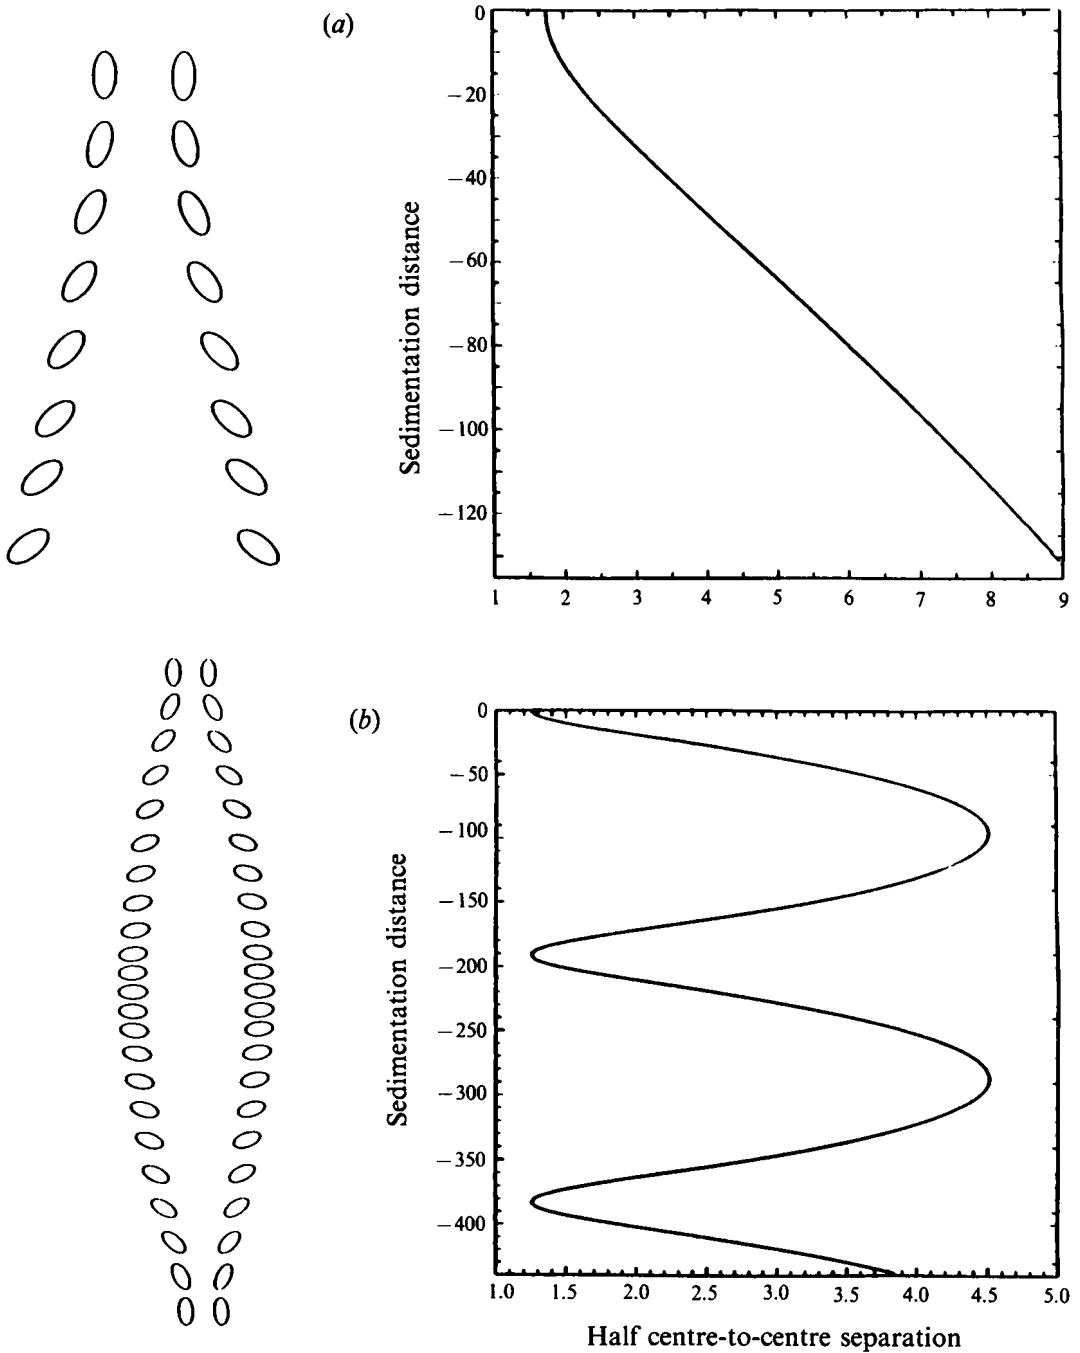 (a)
0
−20
−40
−60
−80
−100
−120
Sedimentation distance
1 2 3 4 5 6 7 8 9
(b)
0
−50
−100
−150
−200
−250
−300
−350
−400
Sedimentation distance
1.0 1.5 2.0 2.5 3.0 3.5 4.0 4.5 5.0
Half centre-to-centre separation